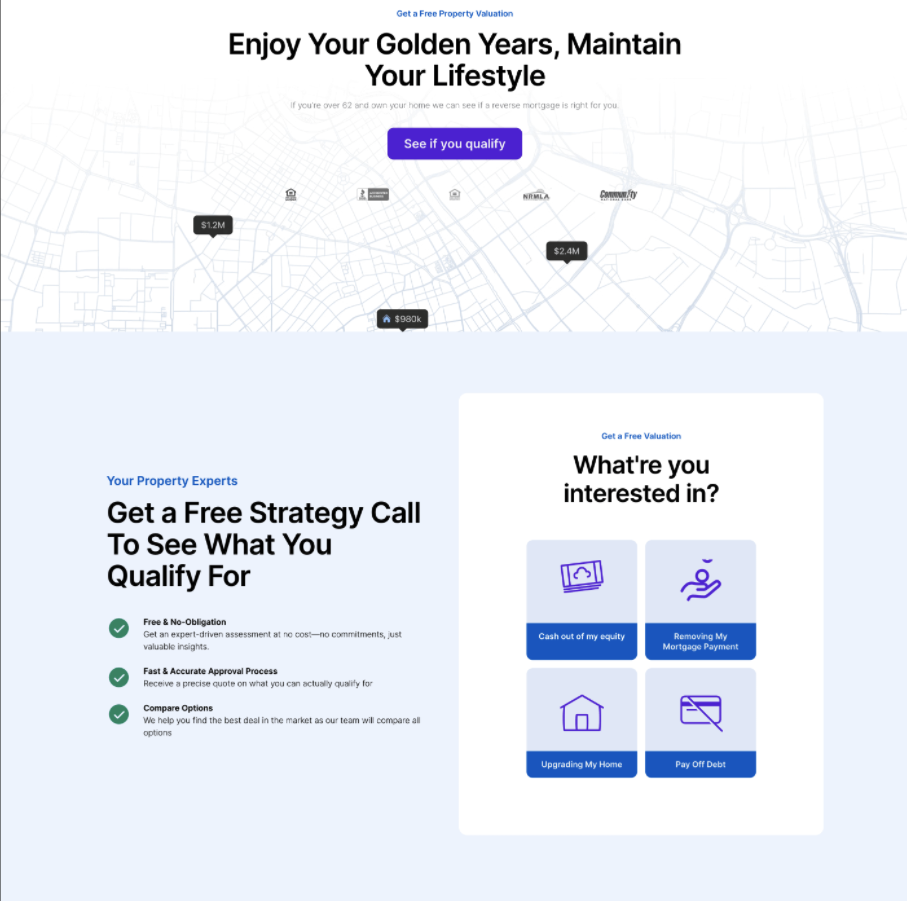 Get a Free Property Valuation
Enjoy Your Golden Years, Maintain
Your Lifestyle
If you're over 62 and own your home we can see if a reverse mortgage is right for you.
See if you qualify
NRMLA
Community
$1.2M
$2.4M
$980k
Your Property Experts
Get a Free Strategy Call
To See What You
Qualify For
Free & No-Obligation
Get an expert-driven assessment at no cost—no commitments, just
valuable insights.
Fast & Accurate Approval Process
Receive a precise quote on what you can actually qualify for
Compare Options
We help you find the best deal in the market as our team will compare all
options
Get a Free Valuation
What're you
interested in?
Cash out of my equity
Removing My
Mortgage Payment
Upgrading My Home
Pay Off Debt